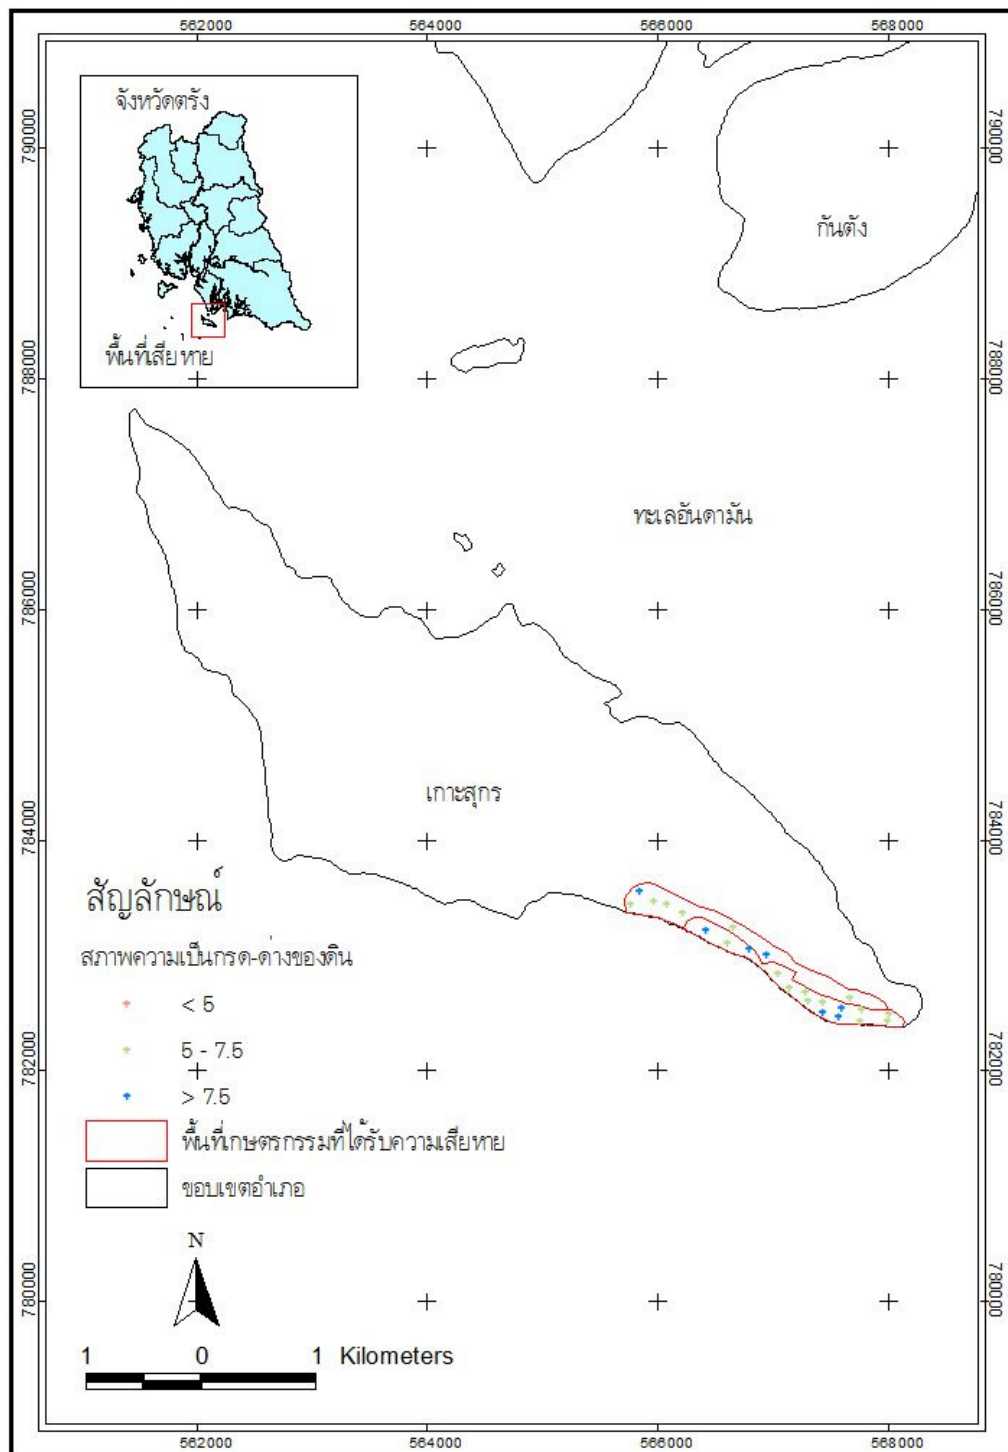 562000 564000 566000 568000
จังหวัดตรัง
790000 790000
กันตัง
พื้นที่เสียหาย
788000 788000
ทะเลอันดามัน
786000 786000
เกาะสุกร
784000 784000
สัญลักษณ์
สภาพความเป็นกรด-ด่างของดิน
< 5
5 - 7.5
782000 782000
> 7.5
พื้นที่เกษตรกรรมที่ได้รับความเสียหาย
ขอบเขตอำเภอ
N
780000 780000
1 0 1 Kilometers
562000 564000 566000 568000